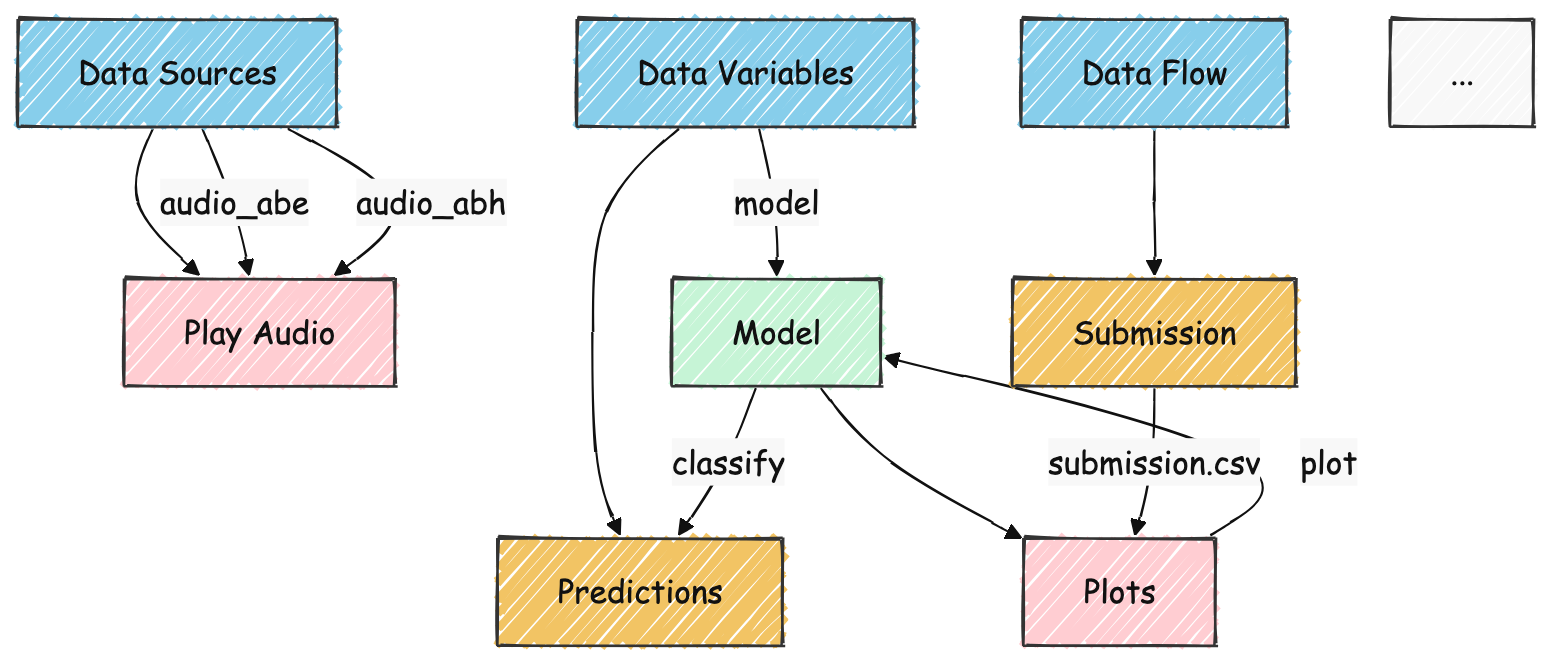 Data Sources
Data Variables
Data Flow
...
audio_abe
audio_abh
model
Play Audio
Model
Submission
classify
submission.csv
plot
Predictions
Plots